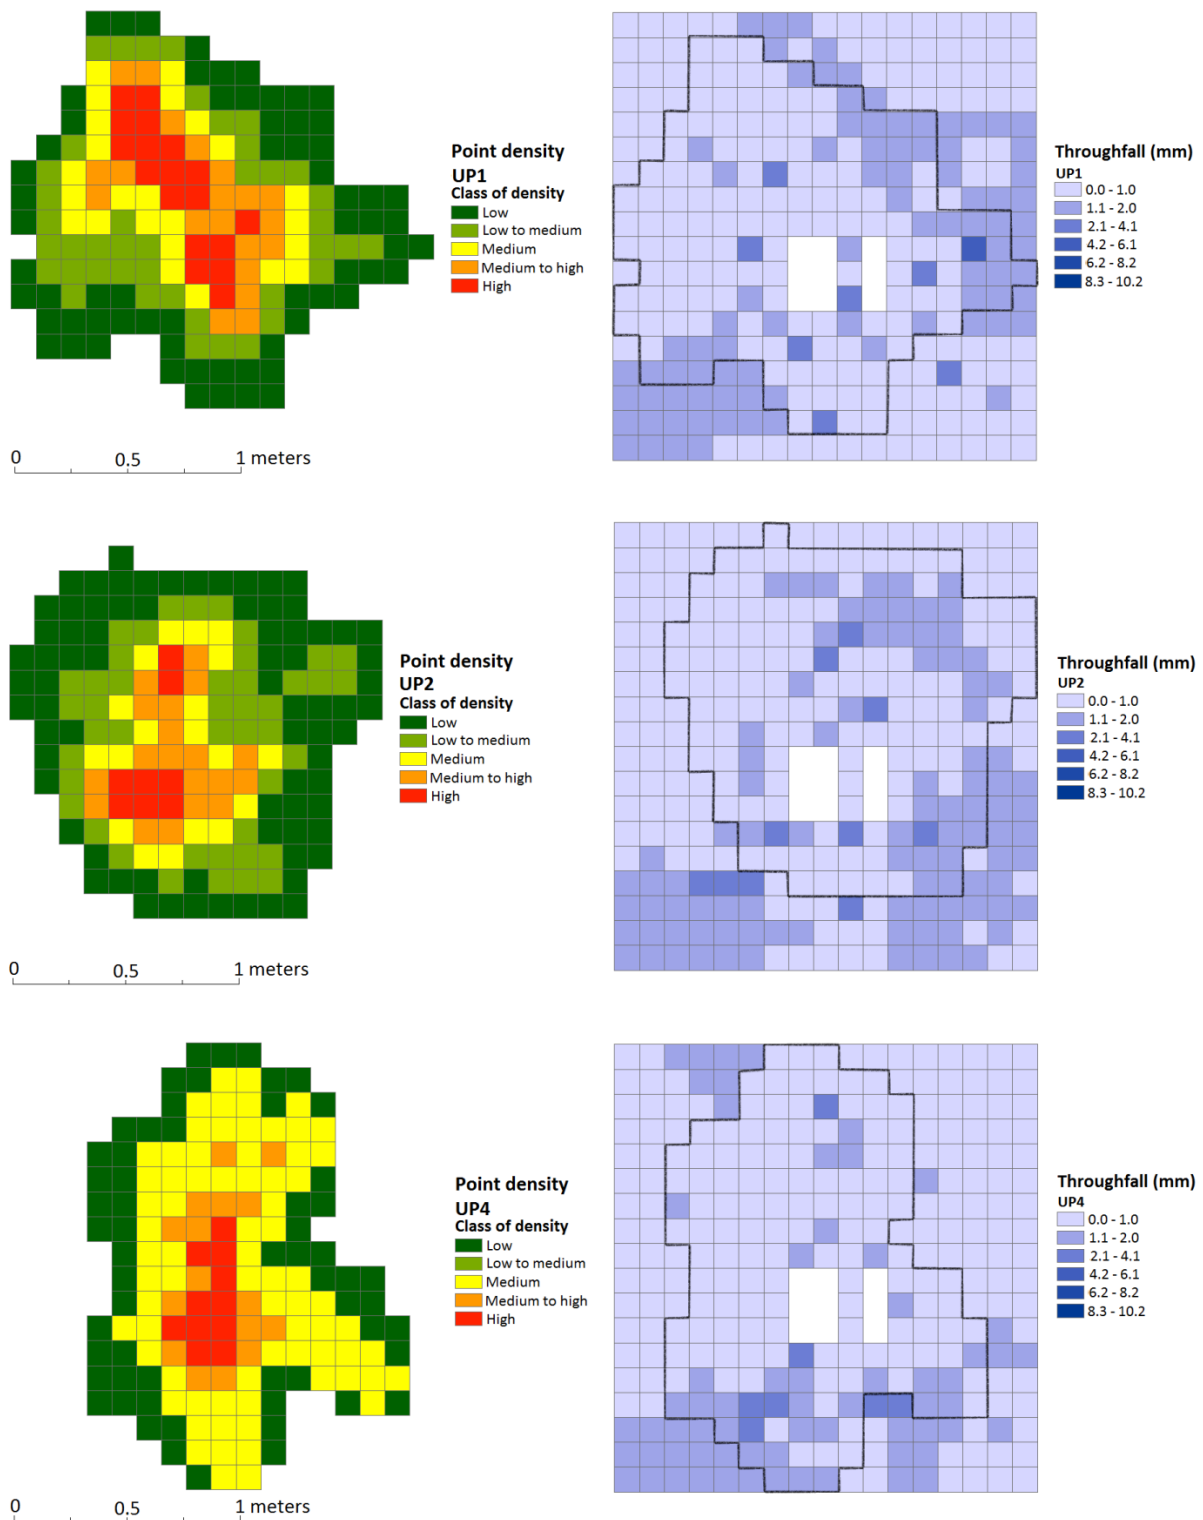 Point density
UP1
Class of density
Low
Low to medium
Medium
Medium to high
High
0 0.5 1 meters
Throughfall (mm)
UP1
0.0 - 1.0
1.1 - 2.0
2.1 - 4.1
4.2 - 6.1
6.2 - 8.2
8.3 - 10.2
Point density
UP2
Class of density
Low
Low to medium
Medium
Medium to high
High
0 0.5 1 meters
Throughfall (mm)
UP2
0.0 - 1.0
1.1 - 2.0
2.1 - 4.1
4.2 - 6.1
6.2 - 8.2
8.3 - 10.2
Point density
UP4
Class of density
Low
Low to medium
Medium
Medium to high
High
0 0.5 1 meters
Throughfall (mm)
UP4
0.0 - 1.0
1.1 - 2.0
2.1 - 4.1
4.2 - 6.1
6.2 - 8.2
8.3 - 10.2